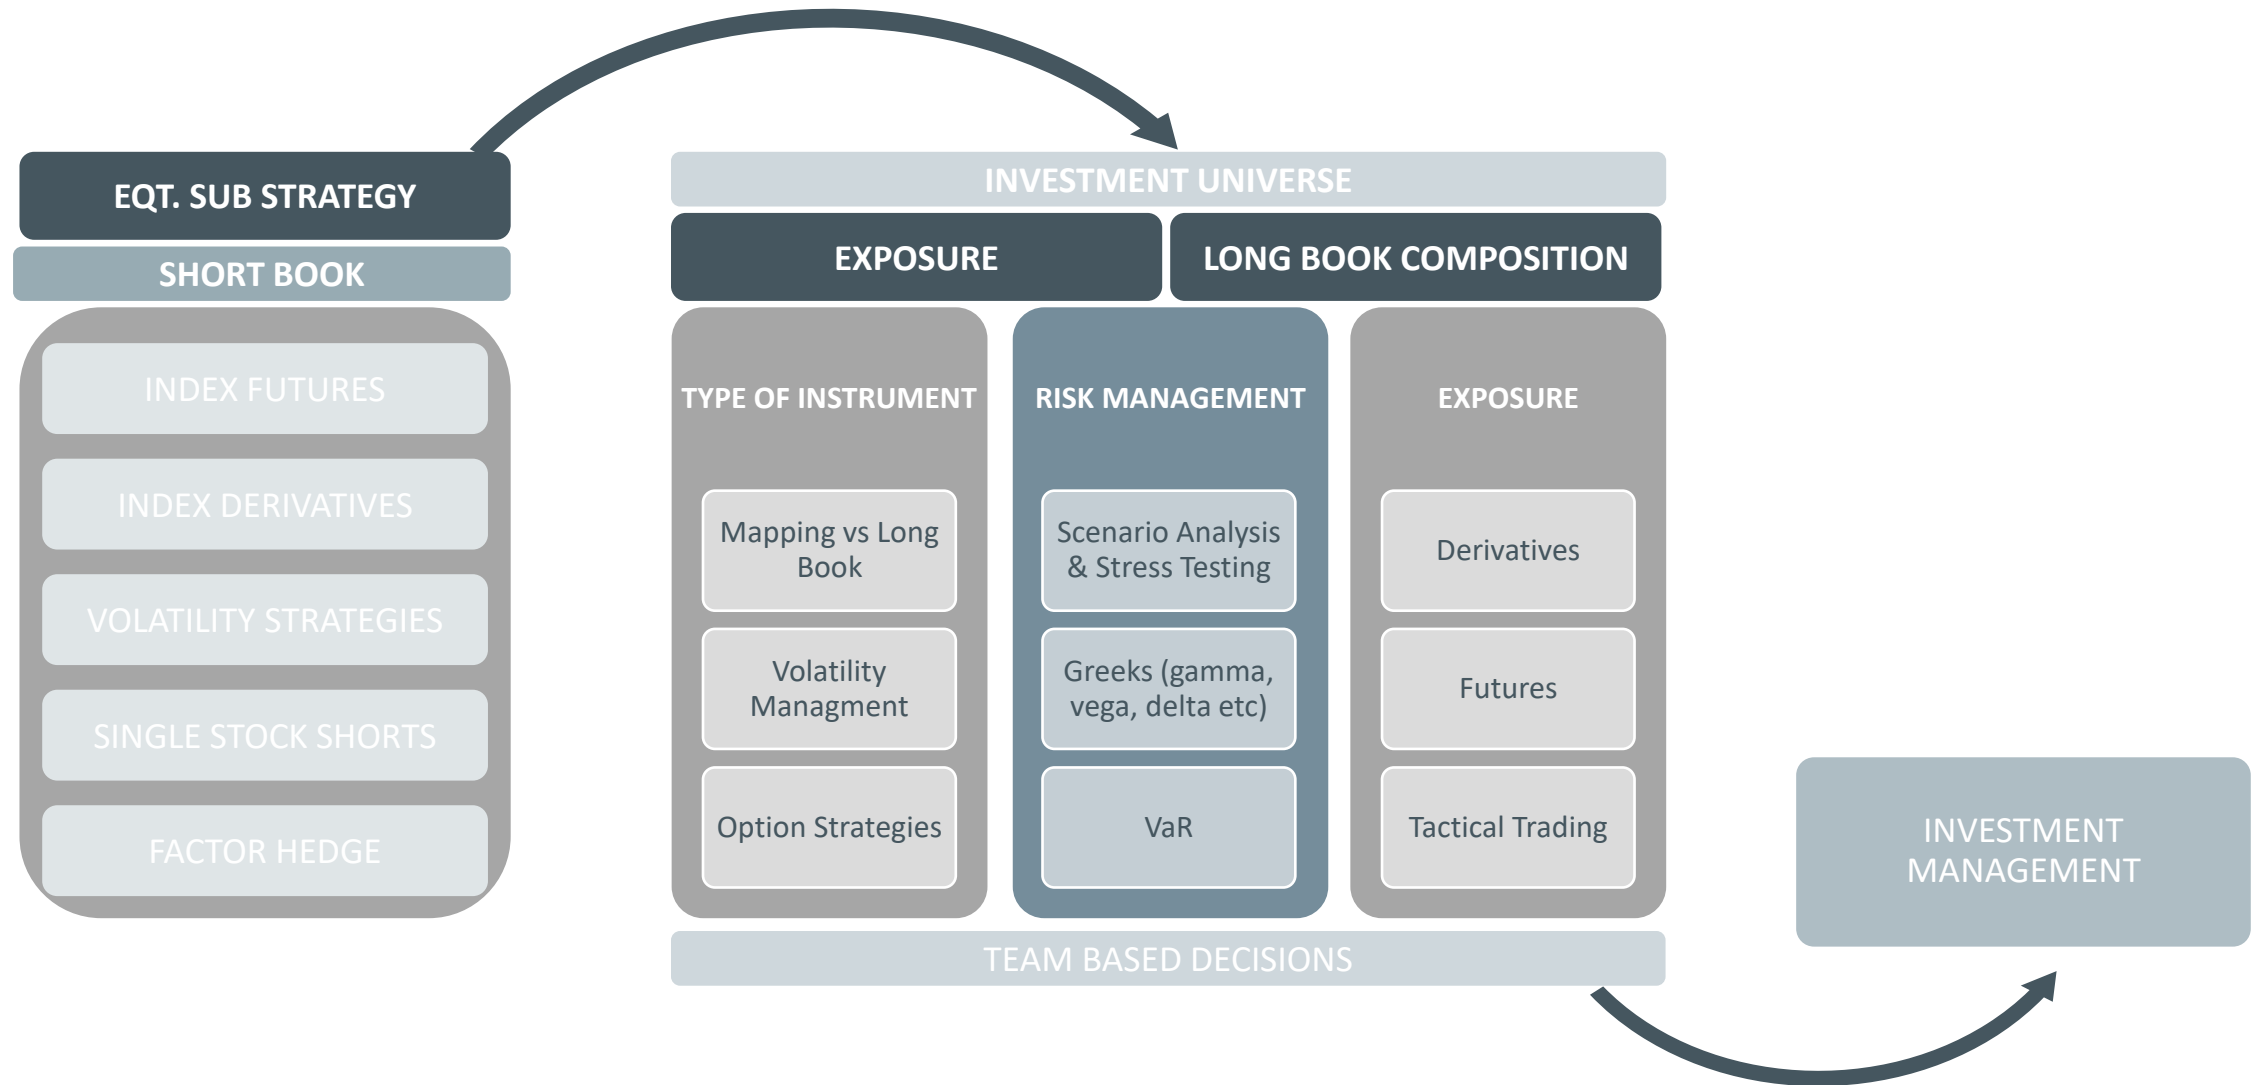 EQT. SUB STRATEGY
SHORT BOOK
INDEX FUTURES
INDEX DERIVATIVES
VOLATILITY STRATEGIES
SINGLE STOCK SHORTS
FACTOR HEDGE
INVESTMENT UNIVERSE
EXPOSURE
LONG BOOK COMPOSITION
TYPE OF INSTRUMENT
Mapping vs Long
Book
Volatility
Managment
Option Strategies
RISK MANAGEMENT
Scenario Analysis
& Stress Testing
Greeks (gamma,
vega, delta etc)
VaR
EXPOSURE
Derivatives
Futures
Tactical Trading
TEAM BASED DECISIONS
INVESTMENT
MANAGEMENT